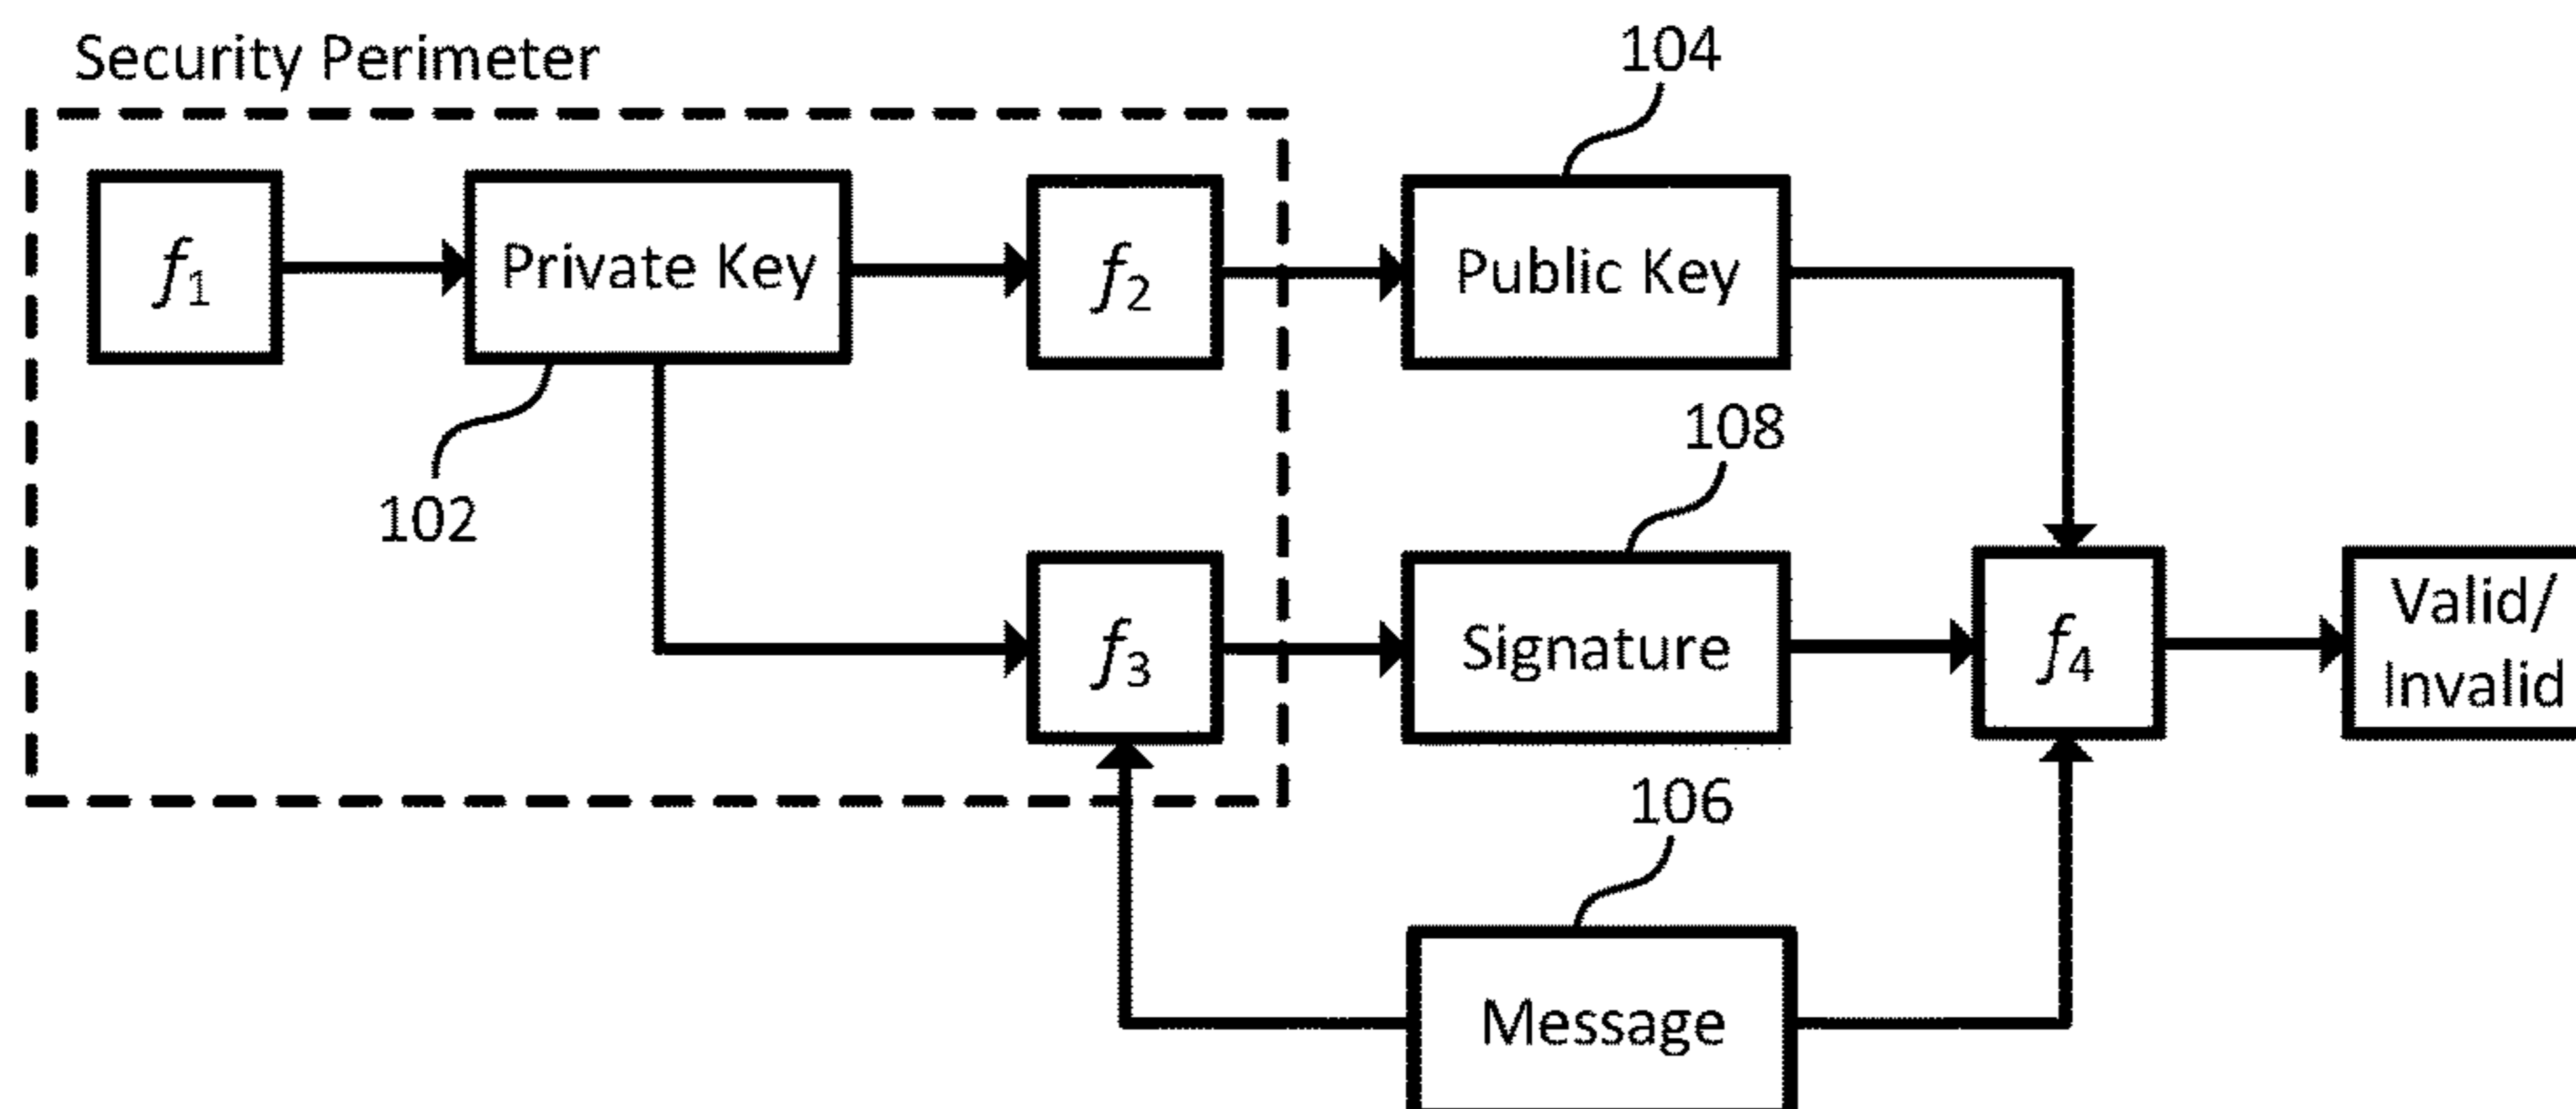 Security Perimeter
104
f1
Private Key
f2
Public Key
102
108
f3
Signature
f4
Valid/
Invalid
106
Message